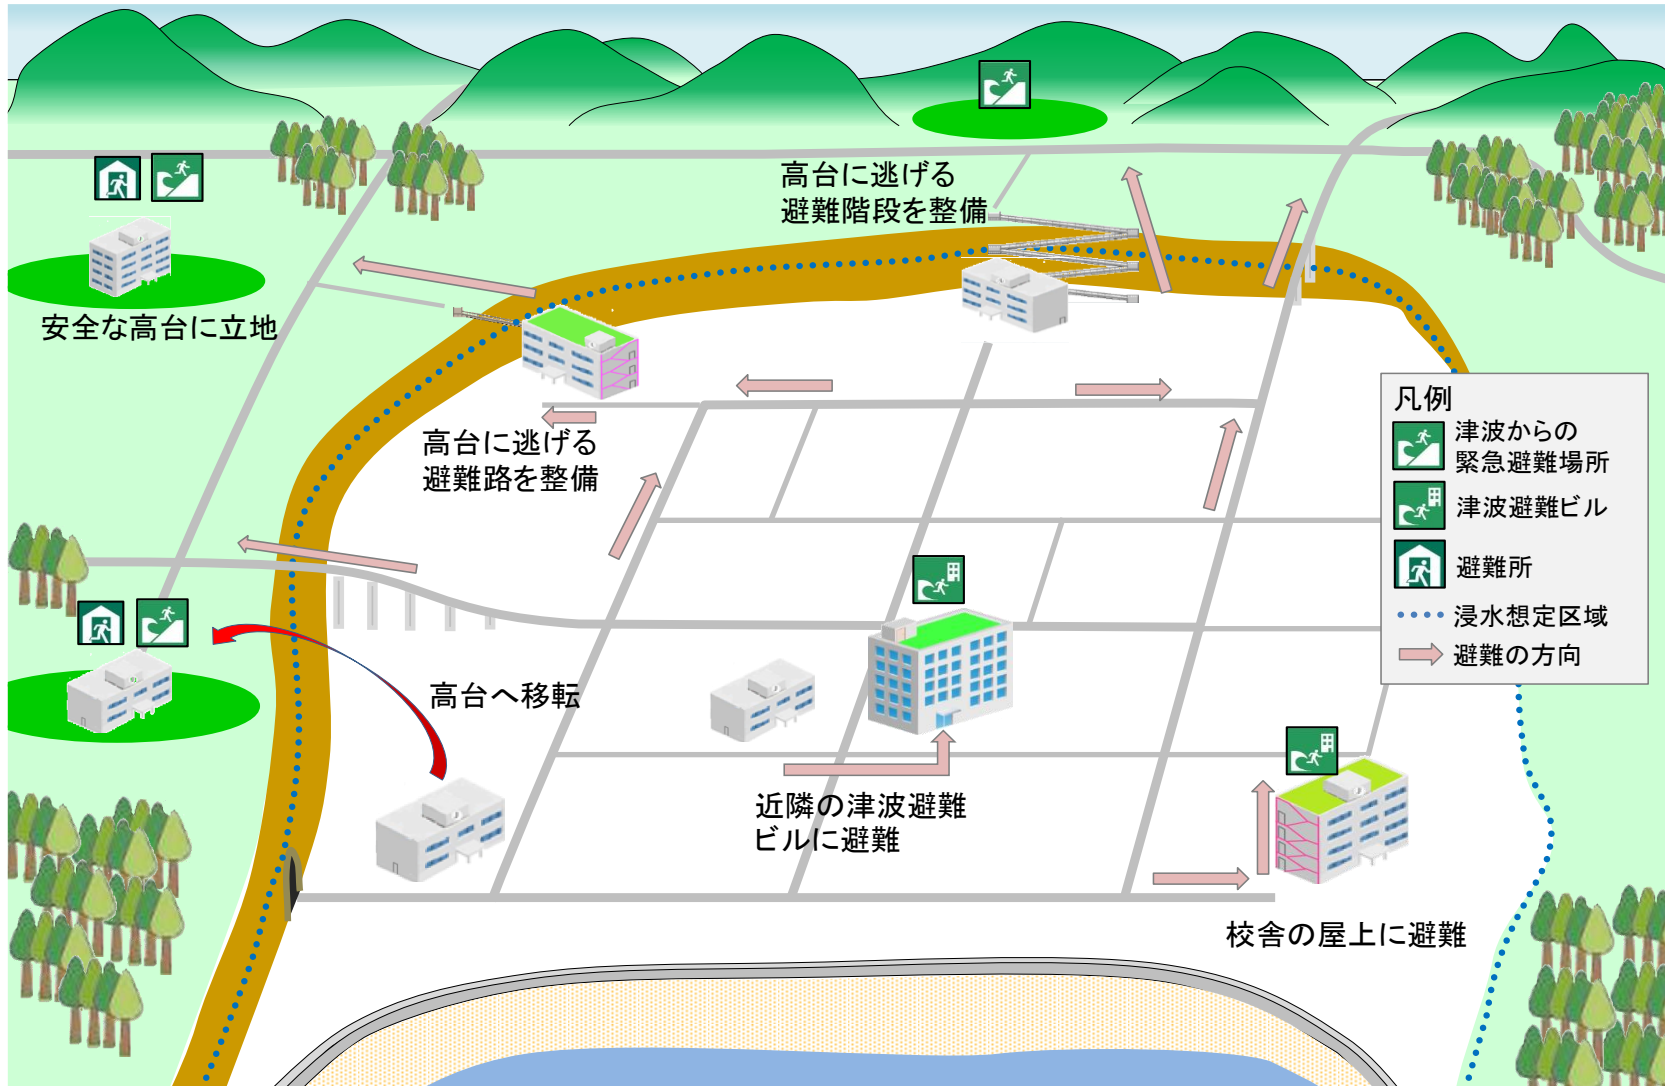 高台に逃げる
避難階段を整備
安全な高台に立地
高台に逃げる
避難路を整備
凡例
津波からの
緊急避難場所
津波避難ビル
避難所
浸水想定区域
避難の方向
高台へ移転
近隣の津波避難
ビルに避難
校舎の屋上に避難